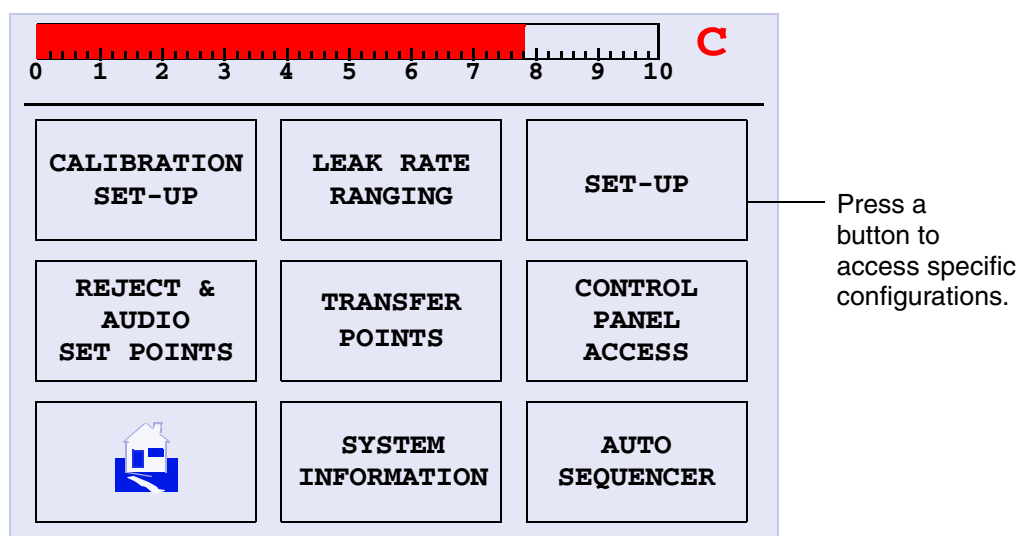 C
0 1 2 3 4 5 6 7 8 9 10
CALIBRATION
SET-UP
LEAK RATE
RANGING
SET-UP
Press a
button to
access specific
configurations.
REJECT &
AUDIO
SET POINTS
TRANSFER
POINTS
CONTROL
PANEL
ACCESS
SYSTEM
INFORMATION
AUTO
SEQUENCER